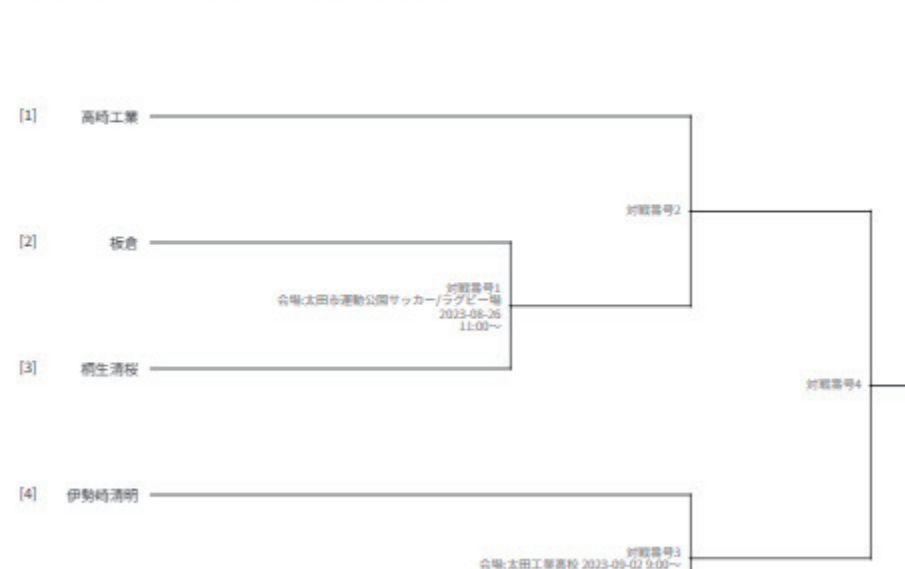 [1] 高崎工業
対戦番号2
[2] 板倉
対戦番号1
会場:太田市運動公園サッカー/ラグビー場
2023-08-26
11:00～
[3] 桐生清桜
対戦番号4
[4] 伊勢崎清明
対戦番号3
会場:太田工業高校 2023-09-02 9:00～